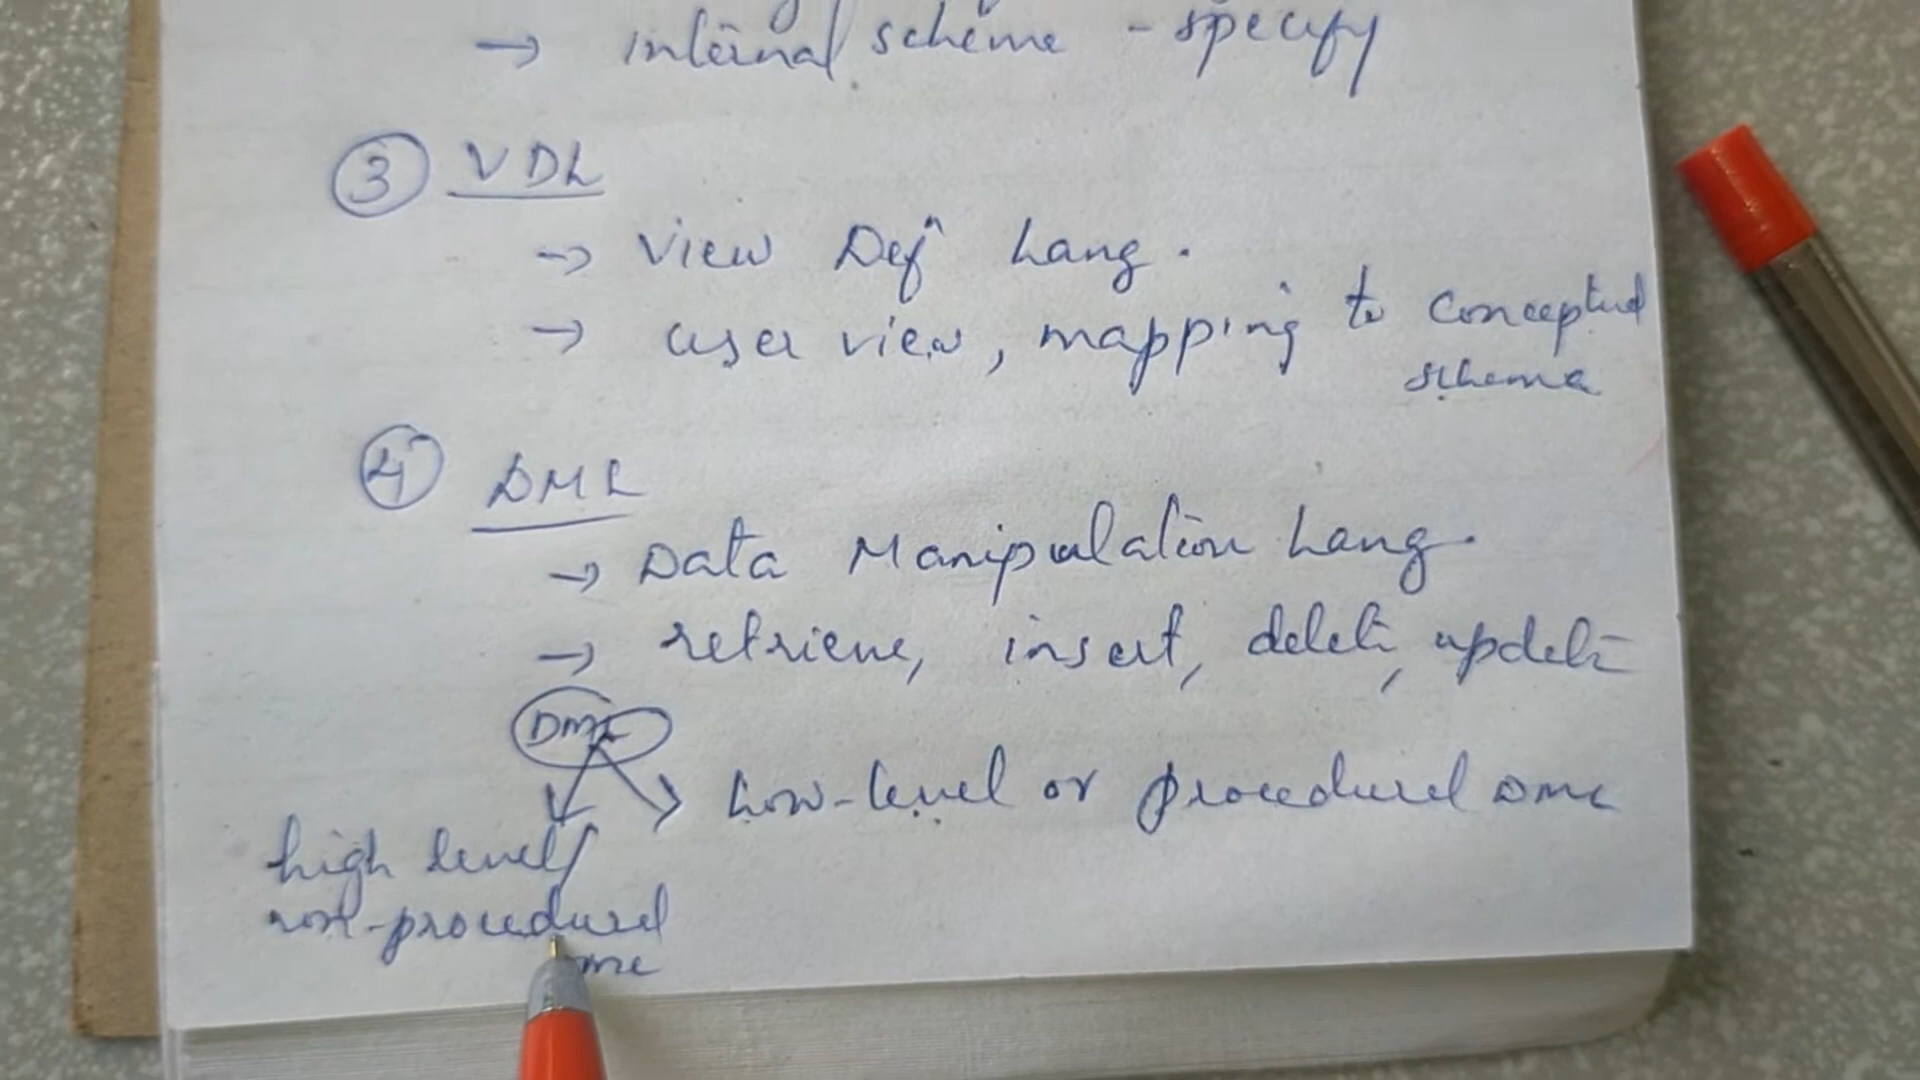 → internal scheme - specify
③ VDL
→ View Defⁿ Lang.
→ user view, mapping to conceptual
schema
④ DML
→ Data Manipulation Lang.
→ retrieve, insert, delete, update
DML
→ Low-level or procedural DML
high level/
non-procedural